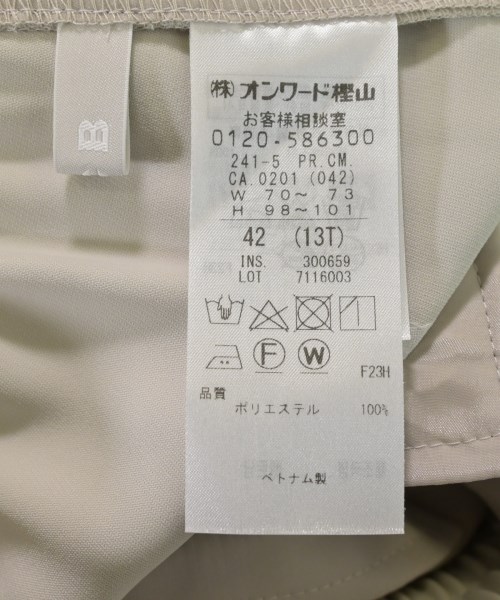 ㈱ オンワード樫山
お客様相談室
0120-586300
241-5 PR.CM.
CA.0201 (042)
W 70～ 73
H 98～101
42 (13T)
INS. 300659
LOT 7116003
F W
F23H
品質
ポリエステル 100%
ベトナム製